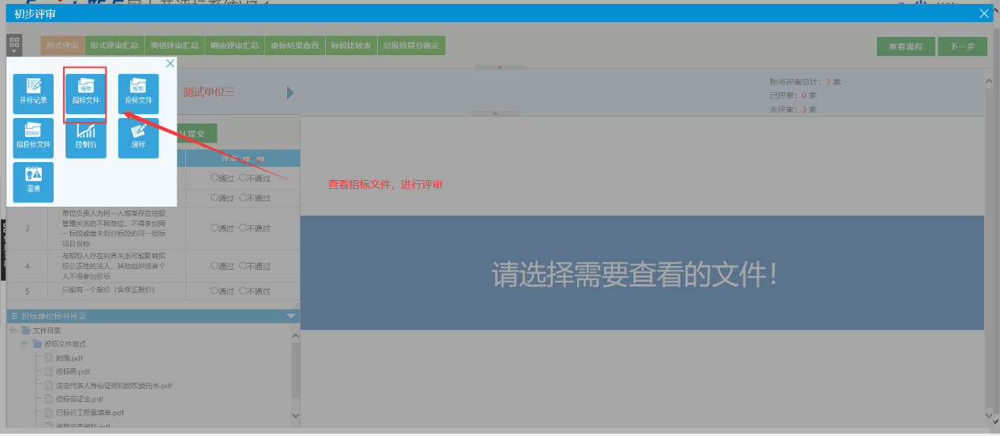 初步评审
形式评审 形式评审汇总 资格评审汇总 响应评审汇总 废标结果查看 标价比较表 总报价算分确定
查看流程 下一步
开标记录 招标文件 投标文件
招投标文件 控制价 废标
澄清
测试单位三
标书评审总计：3 家
已评审：0 家
未评审：3 家
认提交
评审
○通过 ○不通过
○通过 ○不通过
3 单位负责人为同一人或者存在控股
管理关系的不同单位，不得参加同
一标段或者未划分标段的同一招标
项目投标
○通过 ○不通过
4 与招标人存在利害关系可能影响招
标公正性的法人、其他组织或者个
人不得参加投标
○通过 ○不通过
5 只能有一个报价（含修正报价） ○通过 ○不通过
查看招标文件，进行评审
请选择需要查看的文件！
投标单位标书目录
文件目录
投标文件格式
封面.pdf
投标函.pdf
法定代表人身份证明和授权委托书.pdf
投标保证金.pdf
已标价工程量清单.pdf
资格审查资料.pdf